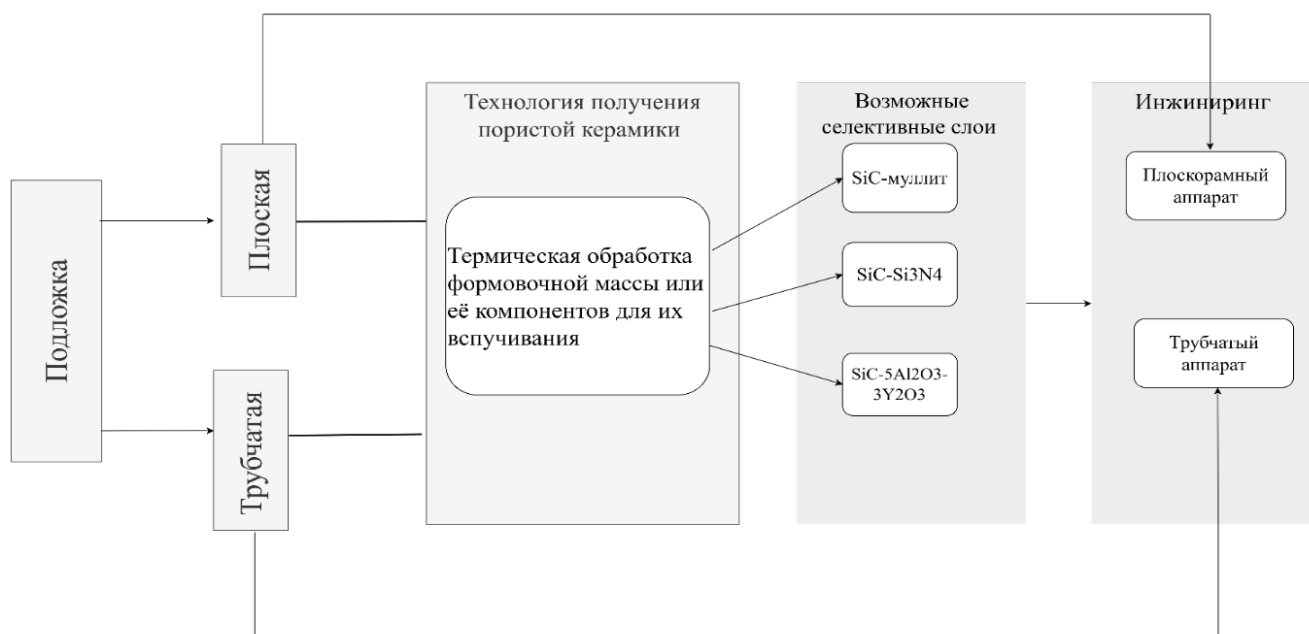 Подложка
Плоская
Трубчатая
Технология получения
пористой керамики
Термическая обработка
формовочной массы или
её компонентов для их
вспучивания
Возможные
селективные слои
SiC-муллит
SiC-Si3N4
SiC-5Al2O3-
3Y2O3
Инжиниринг
Плоскорамный
аппарат
Трубчатый
аппарат